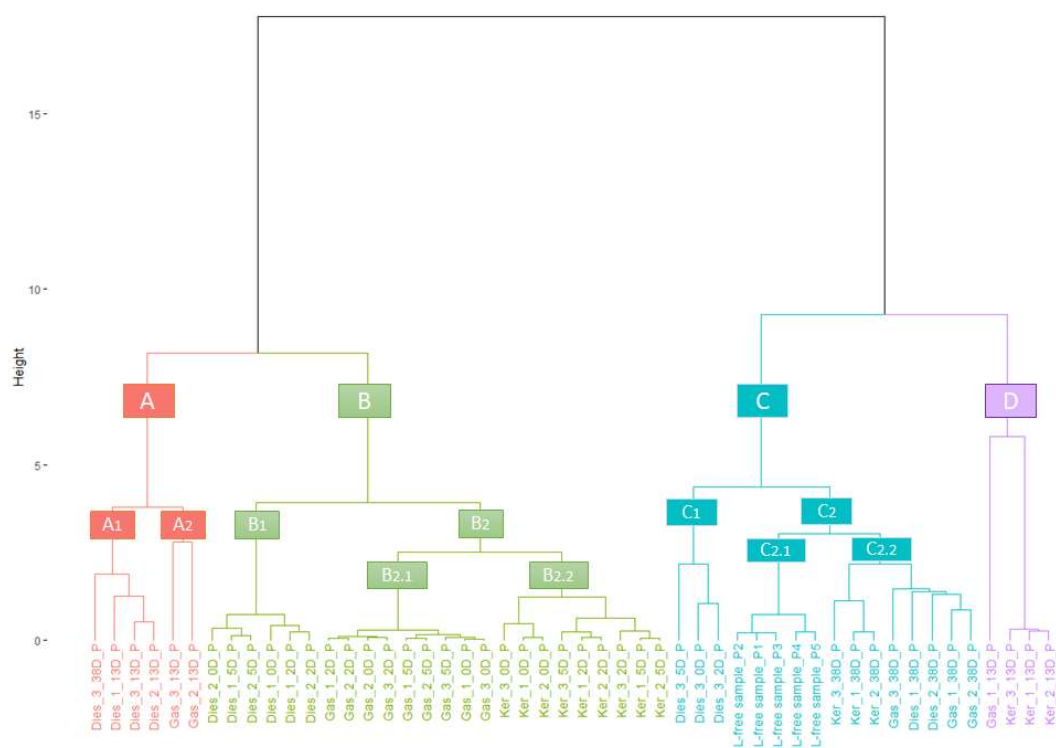 15-
10-
5-
0-
Height
A
B
C
D
A1
A2
B1
B2
C1
C2
B2.1
B2.2
C2.1
C2.2
Dies_3_38D_P
Dies_1_13D_P
Dies_3_13D_P
Dies_2_13D_P
Gas_3_13D_P
Gas_2_13D_P
Dies_2_0D_P
Dies_1_5D_P
Dies_2_5D_P
Dies_1_0D_P
Dies_1_2D_P
Dies_2_2D_P
Gas_1_2D_P
Gas_3_2D_P
Gas_2_0D_P
Gas_2_2D_P
Gas_1_5D_P
Gas_2_5D_P
Gas_3_5D_P
Gas_1_0D_P
Gas_3_0D_P
Ker_3_0D_P
Ker_1_0D_P
Ker_2_0D_P
Ker_3_5D_P
Ker_1_2D_P
Ker_2_2D_P
Ker_3_2D_P
Ker_1_5D_P
Ker_2_5D_P
Dies_3_5D_P
Dies_3_0D_P
Dies_3_2D_P
L-free sample_P2
L-free sample_P1
L-free sample_P3
L-free sample_P4
L-free sample_P5
Ker_3_38D_P
Ker_1_38D_P
Ker_2_38D_P
Gas_3_38D_P
Dies_1_38D_P
Dies_2_38D_P
Gas_1_38D_P
Gas_2_38D_P
Gas_1_13D_P
Ker_3_13D_P
Ker_1_13D_P
Ker_2_13D_P